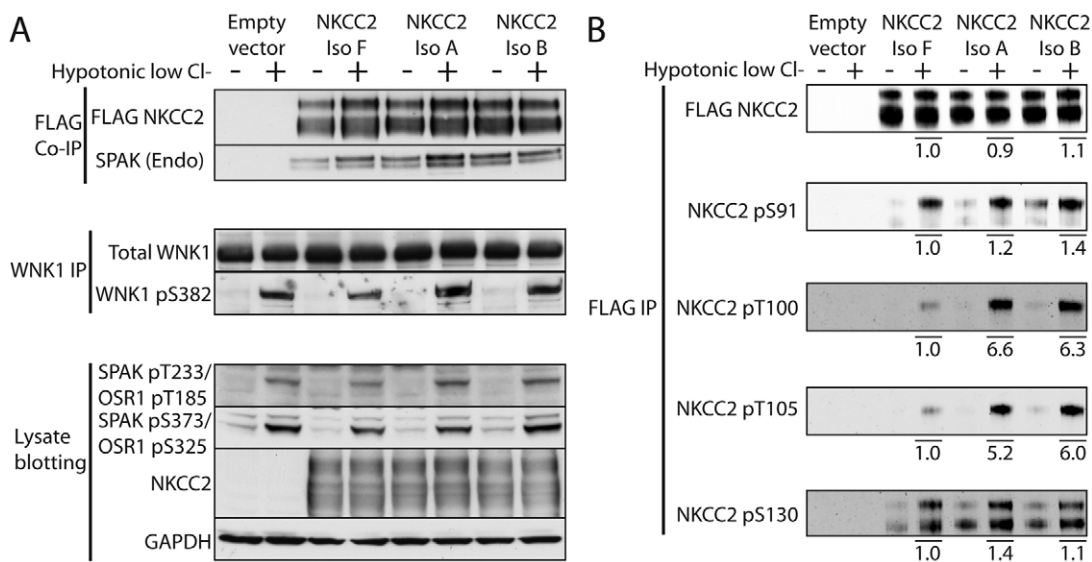 A
Empty vector NKCC2 Iso F NKCC2 Iso A NKCC2 Iso B
Hypotonic low Cl- - + - + - + - +
FLAG Co-IP
FLAG NKCC2
SPAK (Endo)
WNK1 IP
Total WNK1
WNK1 pS382
Lysate blotting
SPAK pT233/
OSR1 pT185
SPAK pS373/
OSR1 pS325
NKCC2
GAPDH
B
Empty vector NKCC2 Iso F NKCC2 Iso A NKCC2 Iso B
Hypotonic low Cl- - + - + - + - +
FLAG IP
FLAG NKCC2
1.0 0.9 1.1
NKCC2 pS91
1.0 1.2 1.4
NKCC2 pT100
1.0 6.6 6.3
NKCC2 pT105
1.0 5.2 6.0
NKCC2 pS130
1.0 1.4 1.1